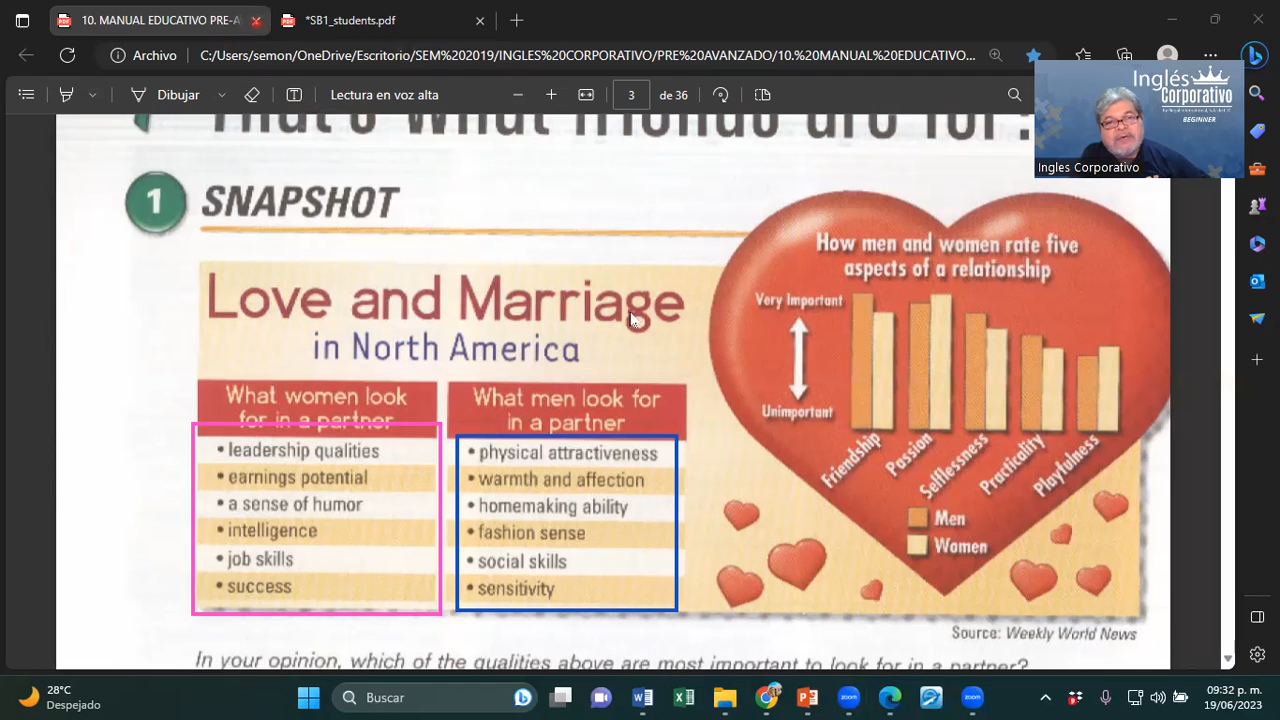 10. MANUAL EDUCATIVO PRE-A
*SB1_students.pdf
Archivo
C:/Users/semon/OneDrive/Escritorio/SEM%202019/INGLES%20CORPORATIVO/PRE%20AVANZADO/10.%20MANUAL%20EDUCATIVO...
Dibujar
Lectura en voz alta
3
de 36
Inglés
Corporativo
BEGINNER
Ingles Corporativo
That's what friends are for!
1 SNAPSHOT
Love and Marriage
in North America
What women look
for in a partner
• leadership qualities
• earnings potential
• a sense of humor
• intelligence
• job skills
• success
What men look for
in a partner
• physical attractiveness
• warmth and affection
• homemaking ability
• fashion sense
• social skills
• sensitivity
How men and women rate five
aspects of a relationship
Very Important
Unimportant
Friendship
Passion
Selflessness
Practicality
Playfulness
Men
Women
Source: Weekly World News
In your opinion, which of the qualities above are most important to look for in a partner?
28°C
Despejado
Buscar
09:32 p. m.
19/06/2023